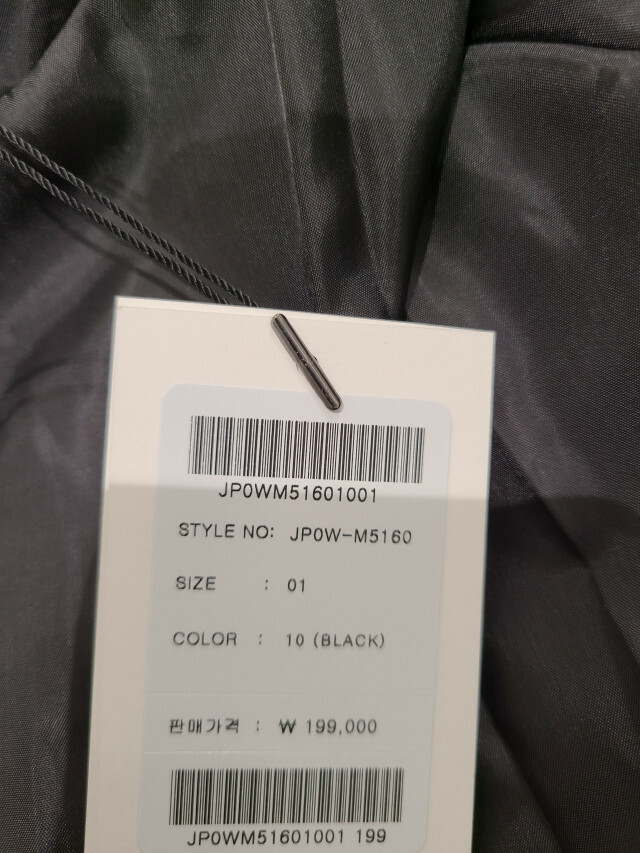 JP0WM51601001
STYLE NO: JP0W-M5160
SIZE : 01
COLOR : 10 (BLACK)
판매가격 : ₩ 199,000
JP0WM51601001 199